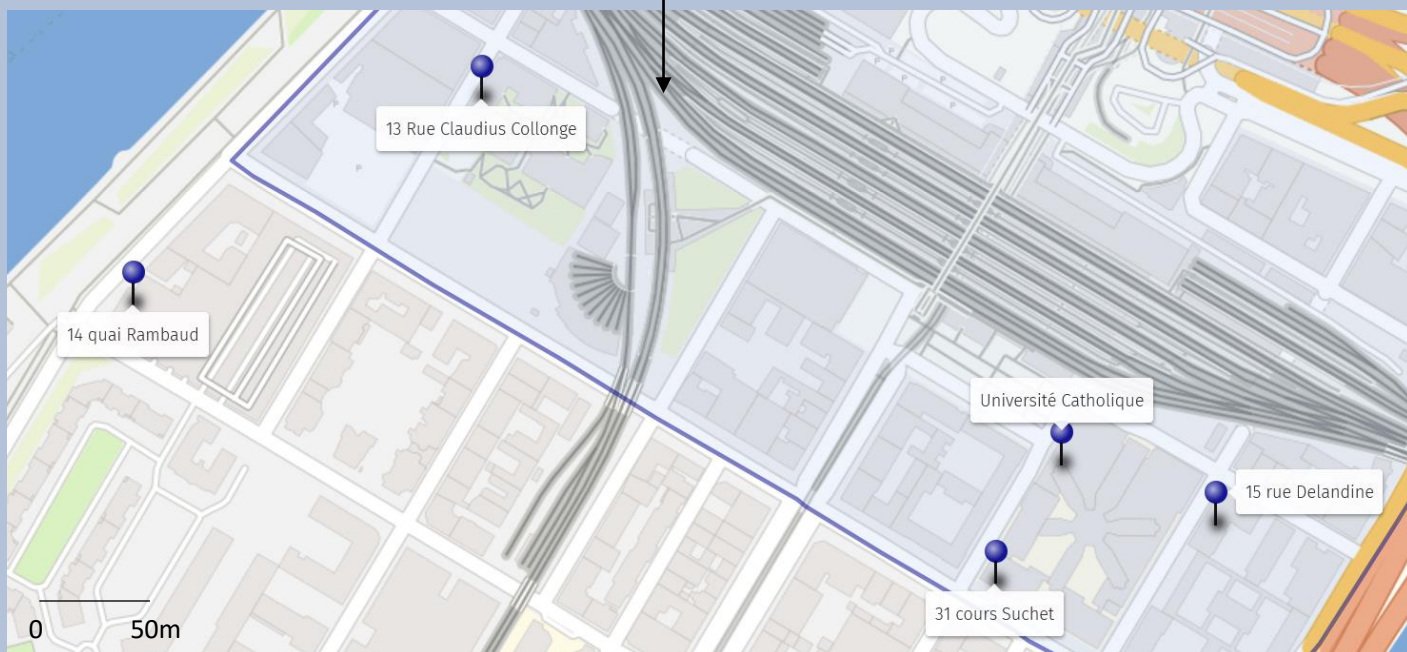 13 Rue Claudius Collonge
14 quai Rambaud
Université Catholique
15 rue Delandine
31 cours Suchet
0 50m